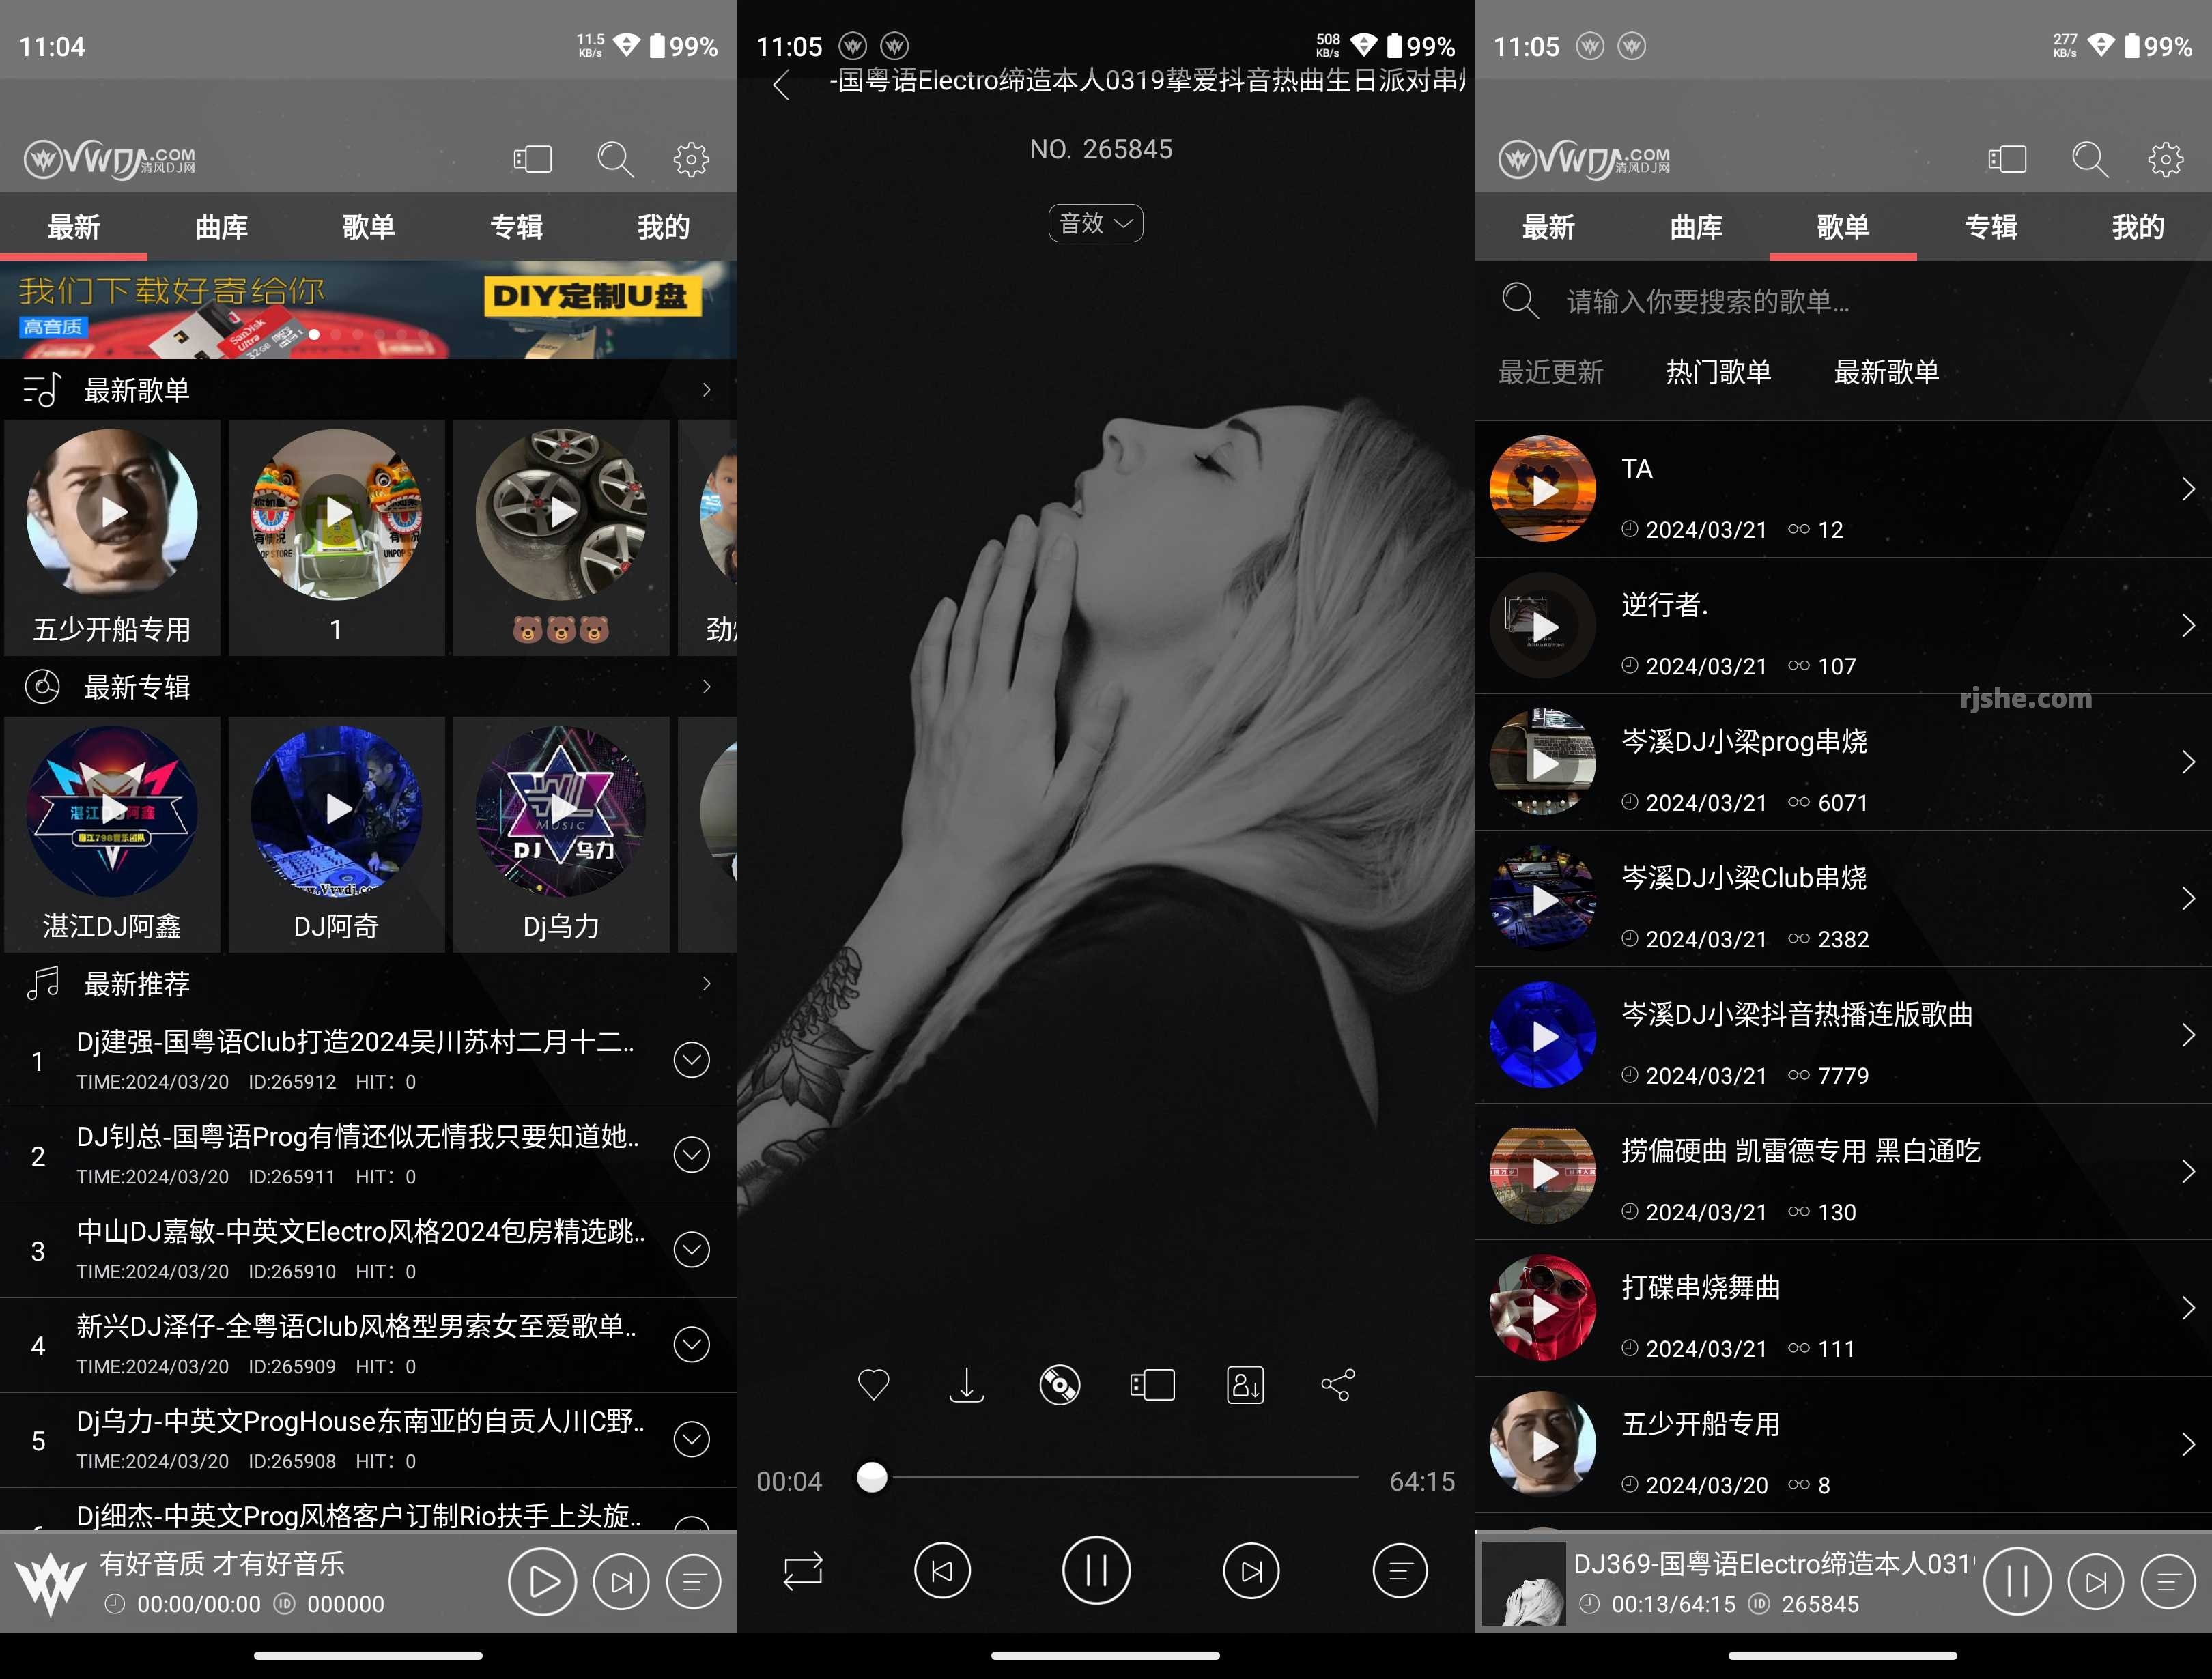 11:04
11.5 KB/s
99%
VVVDJ.COM
清风DJ网
最新
曲库
歌单
专辑
我的
我们下载好寄给你
高音质
DIY定制U盘
SanDisk
Ultra
32GB
最新歌单
有情况
有情况
POP STORE
UNPOP STORE
五少开船专用
1
🐻🐻🐻
最新专辑
湛江DJ阿鑫
Music
DJ 乌力
湛江DJ阿鑫
DJ阿奇
Dj乌力
最新推荐
1
Dj建强-国粤语Club打造2024吴川苏村二月十二..
TIME:2024/03/20 ID:265912 HIT：0
2
DJ钊总-国粤语Prog有情还似无情我只要知道她..
TIME:2024/03/20 ID:265911 HIT：0
3
中山DJ嘉敏-中英文Electro风格2024包房精选跳..
TIME:2024/03/20 ID:265910 HIT：0
4
新兴DJ泽仔-全粤语Club风格型男索女至爱歌单..
TIME:2024/03/20 ID:265909 HIT：0
5
Dj乌力-中英文ProgHouse东南亚的自贡人川C野..
TIME:2024/03/20 ID:265908 HIT：0
Dj细杰-中英文Prog风格客户订制Rio扶手上头旋..
有好音质 才有好音乐
00:00/00:00 ID 000000
11:05
508 KB/s
99%
-国粤语Electro缔造本人0319挚爱抖音热曲生日派对串
NO. 265845
音效
00:04
64:15
11:05
277 KB/s
99%
VVVDJ.COM
清风DJ网
最新
曲库
歌单
专辑
我的
请输入你要搜索的歌单...
最近更新
热门歌单
最新歌单
TA
2024/03/21 12
逆行者.
2024/03/21 107
rjshe.com
岑溪DJ小梁prog串烧
2024/03/21 6071
岑溪DJ小梁Club串烧
2024/03/21 2382
岑溪DJ小梁抖音热播连版歌曲
2024/03/21 7779
捞偏硬曲 凯雷德专用 黑白通吃
2024/03/21 130
打碟串烧舞曲
2024/03/21 111
五少开船专用
2024/03/20 8
DJ369-国粤语Electro缔造本人031
00:13/64:15 ID 265845